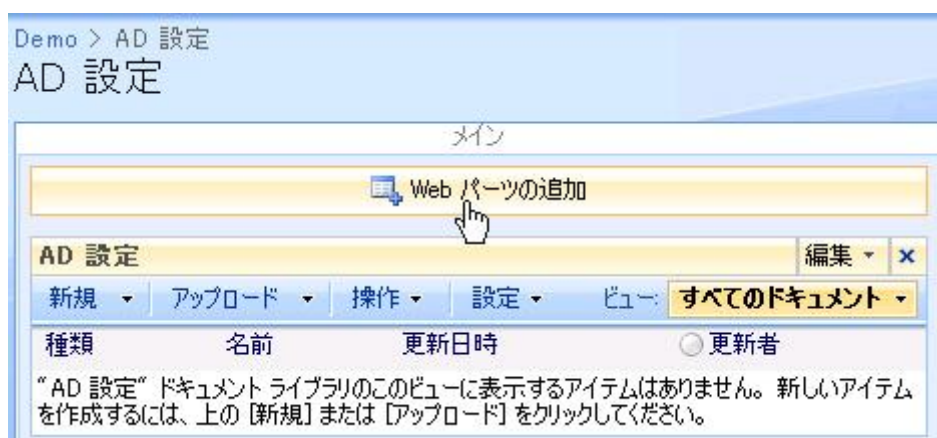 Demo > AD 設定
AD 設定
メイン
Web パーツの追加
AD 設定 編集
新規 アップロード 操作 設定 ビュー: すべてのドキュメント
種類 名前 更新日時 更新者
"AD 設定" ドキュメント ライブラリのこのビューに表示するアイテムはありません。新しいアイテム
を作成するには、上の [新規] または [アップロード] をクリックしてください。